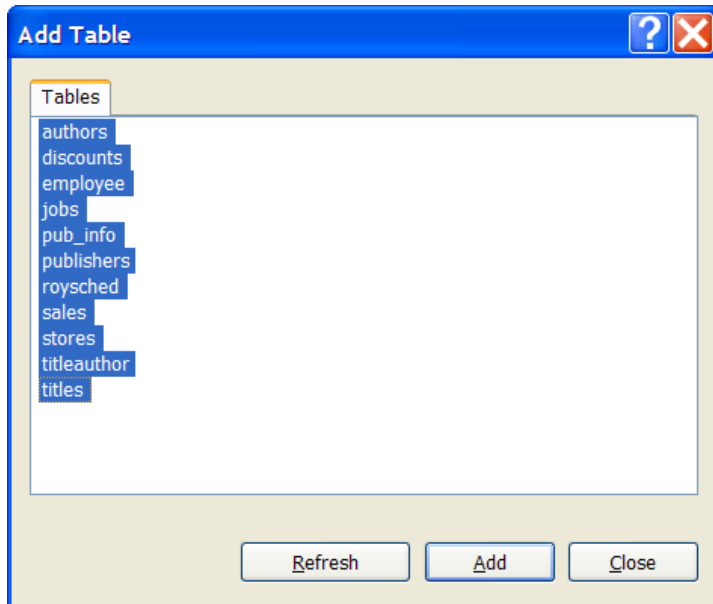 Add Table
Tables
authors
discounts
employee
jobs
pub_info
publishers
roysched
sales
stores
titleauthor
titles
Refresh Add Close